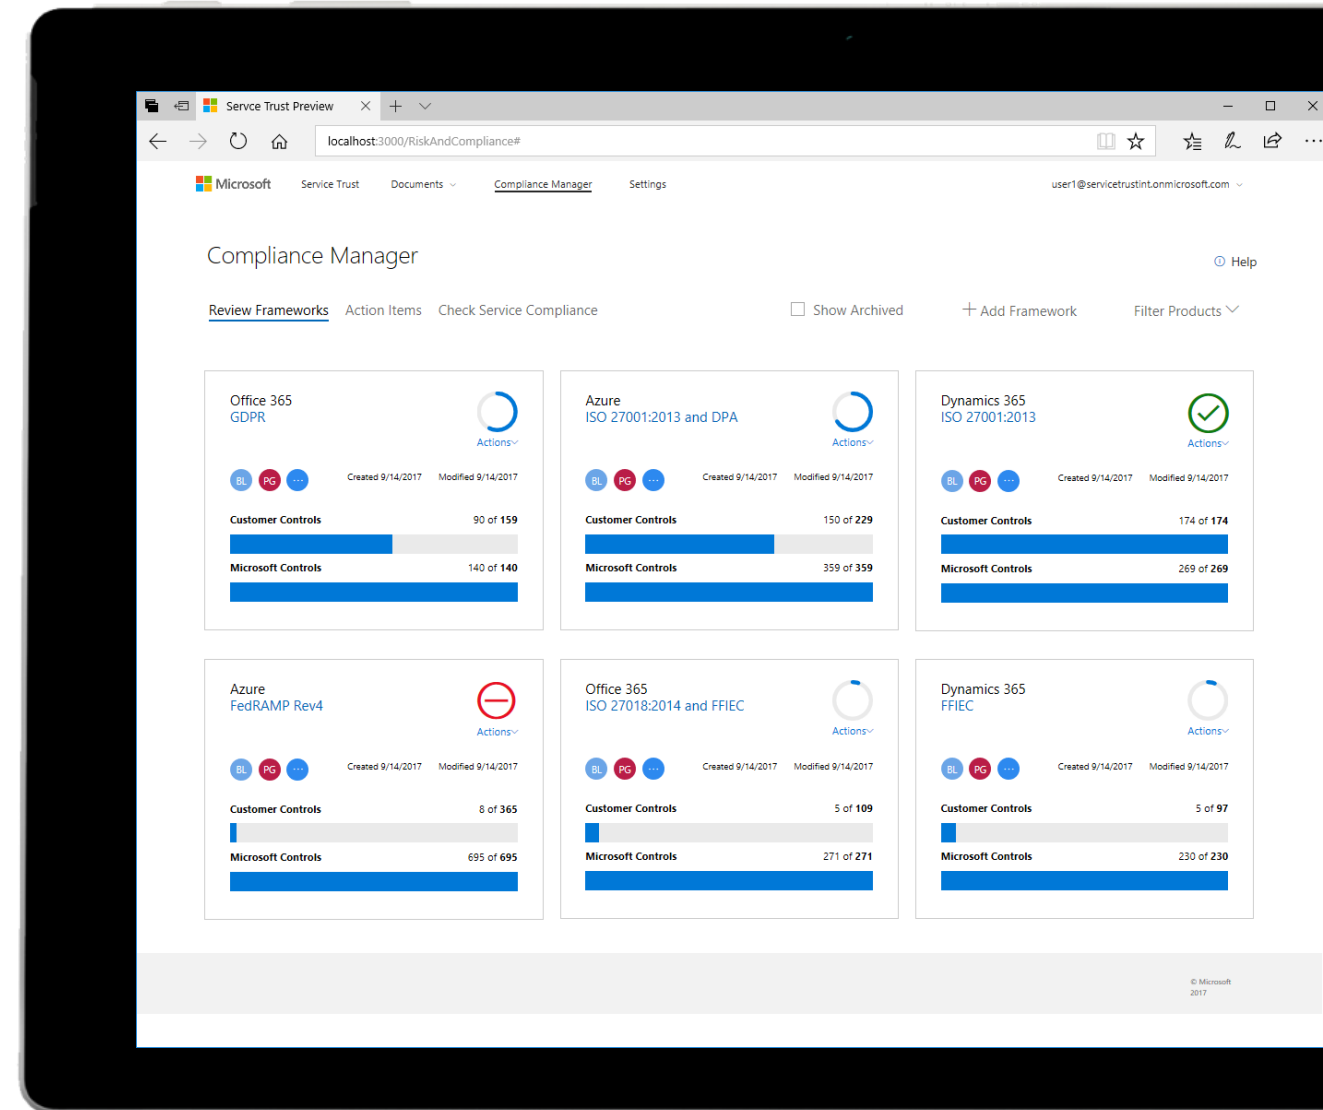 Servce Trust Preview
localhost:3000/RiskAndCompliance#
Microsoft Service Trust Documents Compliance Manager Settings user1@servicetrustint.onmicrosoft.com
Compliance Manager
Help
Review Frameworks Action Items Check Service Compliance Show Archived + Add Framework Filter Products
Office 365
GDPR
Actions
BL PG ... Created 9/14/2017 Modified 9/14/2017
Customer Controls 90 of 159
Microsoft Controls 140 of 140
Azure
ISO 27001:2013 and DPA
Actions
BL PG ... Created 9/14/2017 Modified 9/14/2017
Customer Controls 150 of 229
Microsoft Controls 359 of 359
Dynamics 365
ISO 27001:2013
Actions
BL PG ... Created 9/14/2017 Modified 9/14/2017
Customer Controls 174 of 174
Microsoft Controls 269 of 269
Azure
FedRAMP Rev4
Actions
BL PG ... Created 9/14/2017 Modified 9/14/2017
Customer Controls 8 of 365
Microsoft Controls 695 of 695
Office 365
ISO 27018:2014 and FFIEC
Actions
BL PG ... Created 9/14/2017 Modified 9/14/2017
Customer Controls 5 of 109
Microsoft Controls 271 of 271
Dynamics 365
FFIEC
Actions
BL PG ... Created 9/14/2017 Modified 9/14/2017
Customer Controls 5 of 97
Microsoft Controls 230 of 230
© Microsoft
2017